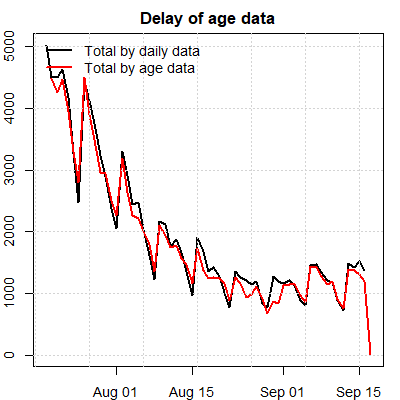 Delay of age data
Total by daily data
Total by age data
5000
4000
3000
2000
1000
0
Aug 01 Aug 15 Sep 01 Sep 15